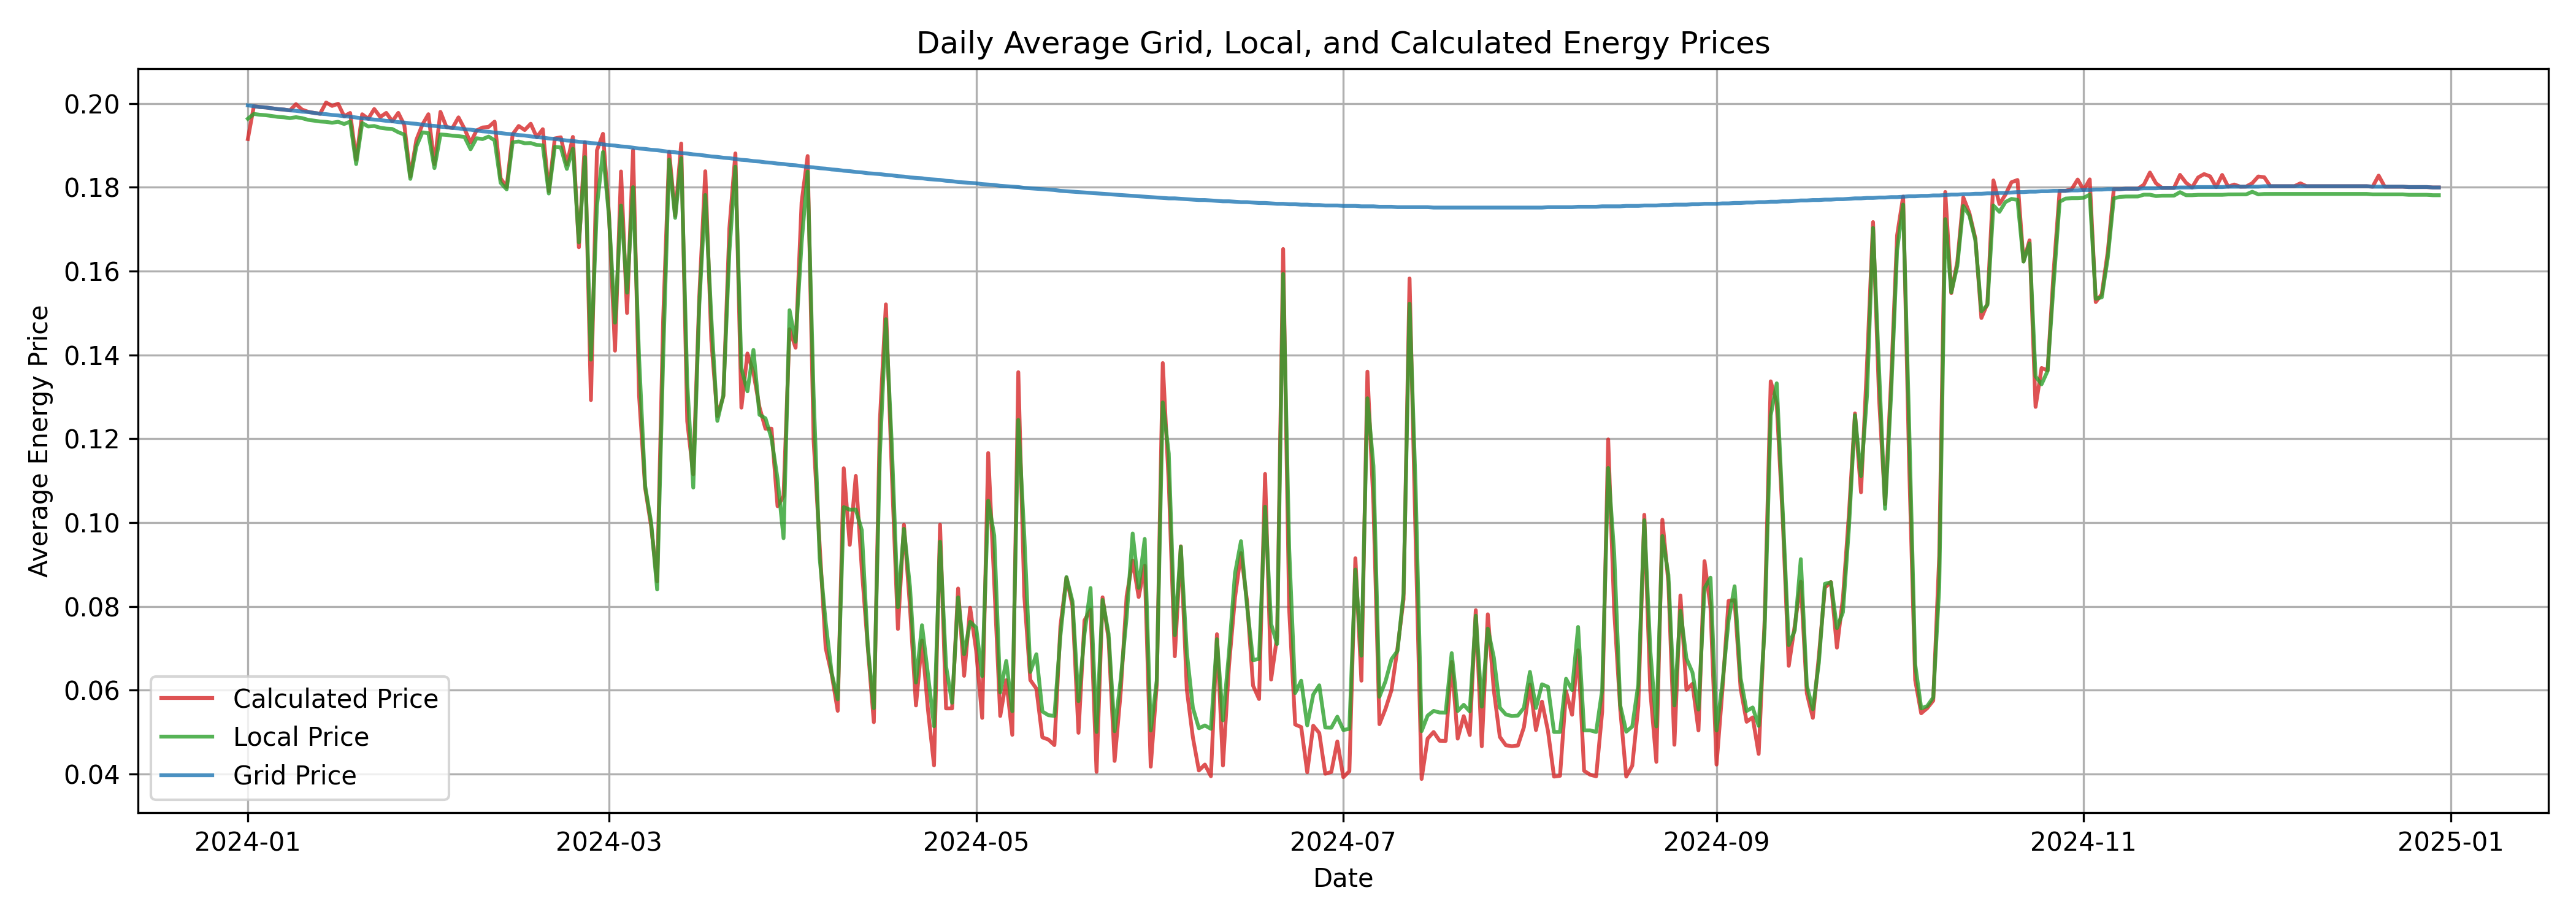 Daily Average Grid, Local, and Calculated Energy Prices
Average Energy Price
0.20
0.18
0.16
0.14
0.12
0.10
0.08
0.06
0.04
Calculated Price
Local Price
Grid Price
2024-01
2024-03
2024-05
2024-07
2024-09
2024-11
2025-01
Date